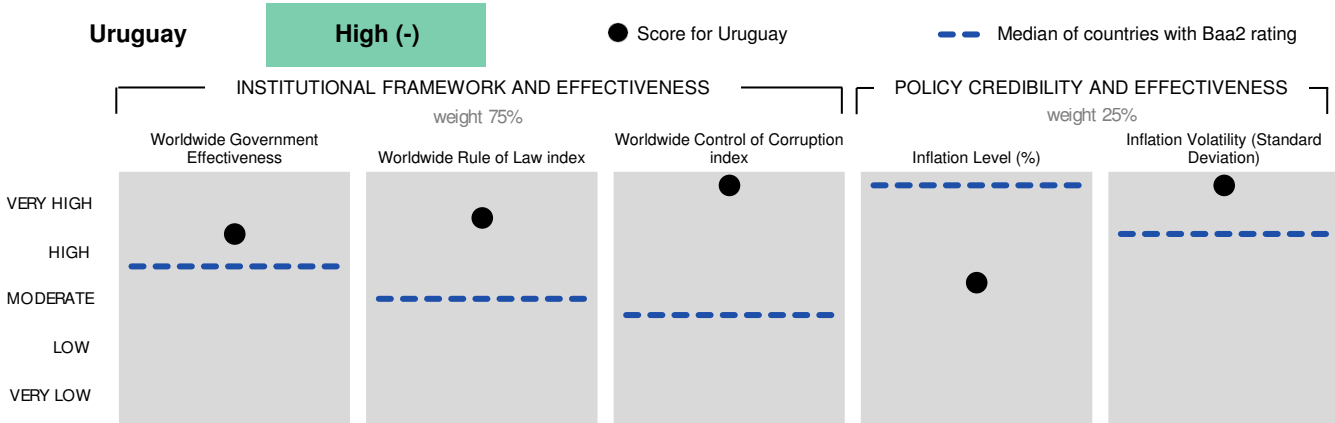 Uruguay
High (-)
Score for Uruguay
Median of countries with Baa2 rating
INSTITUTIONAL FRAMEWORK AND EFFECTIVENESS
weight 75%
POLICY CREDIBILITY AND EFFECTIVENESS
weight 25%
Worldwide Government
Effectiveness
Worldwide Rule of Law index
Worldwide Control of Corruption
index
Inflation Level (%)
Inflation Volatility (Standard
Deviation)
VERY HIGH
HIGH
MODERATE
LOW
VERY LOW